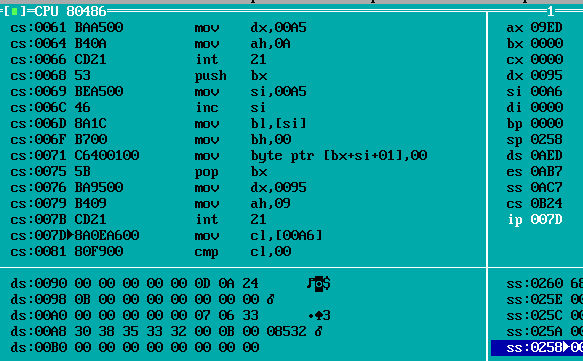 [■]=CPU 80486 1
cs:0061 BAA500 mov dx,00A5
cs:0064 B40A mov ah,0A
cs:0066 CD21 int 21
cs:0068 53 push bx
cs:0069 BEA500 mov si,00A5
cs:006C 46 inc si
cs:006D 8A1C mov bl,[si]
cs:006F B700 mov bh,00
cs:0071 C6400100 mov byte ptr [bx+si+01],00
cs:0075 5B pop bx
cs:0076 BA9500 mov dx,0095
cs:0079 B409 mov ah,09
cs:007B CD21 int 21
cs:007D►8A0EA600 mov cl,[00A6]
cs:0081 80F900 cmp cl,00
ax 09ED
bx 0000
cx 0000
dx 0095
si 00A6
di 0000
bp 0000
sp 0258
ds 0AED
es 0AB7
ss 0AC7
cs 0B24
ip 007D
ds:0090 00 00 00 00 00 0D 0A 24 ♪◙$
ds:0098 0B 00 00 00 00 00 00 00 ♂
ds:00A0 00 00 00 00 00 07 06 33 •♠3
ds:00A8 30 38 35 33 32 00 0B 00 08532 ♂
ds:00B0 00 00 00 00 00 00 00 00
ss:0260 68
ss:025E 00
ss:025C 00
ss:025A 00
ss:0258►00